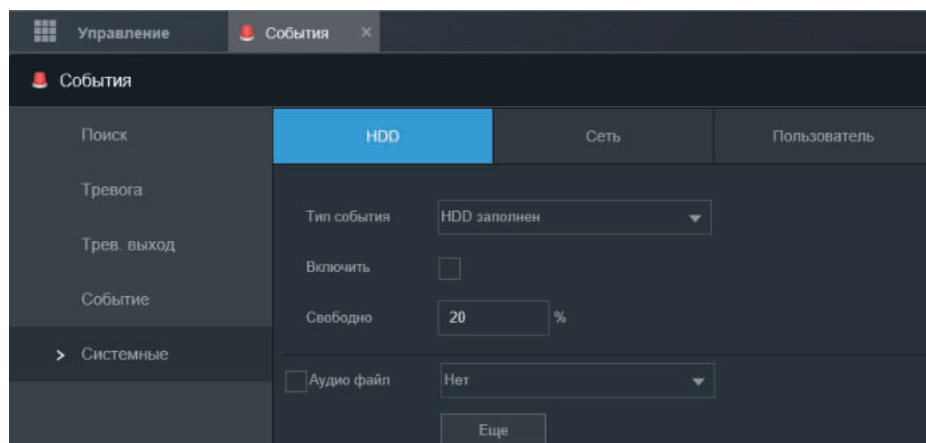 Управление
События ×
События
Поиск
Тревога
Трев. выход
Событие
> Системные
HDD
Сеть
Пользователь
Тип события HDD заполнен
Включить
Свободно 20 %
Аудио файл Нет
Еще